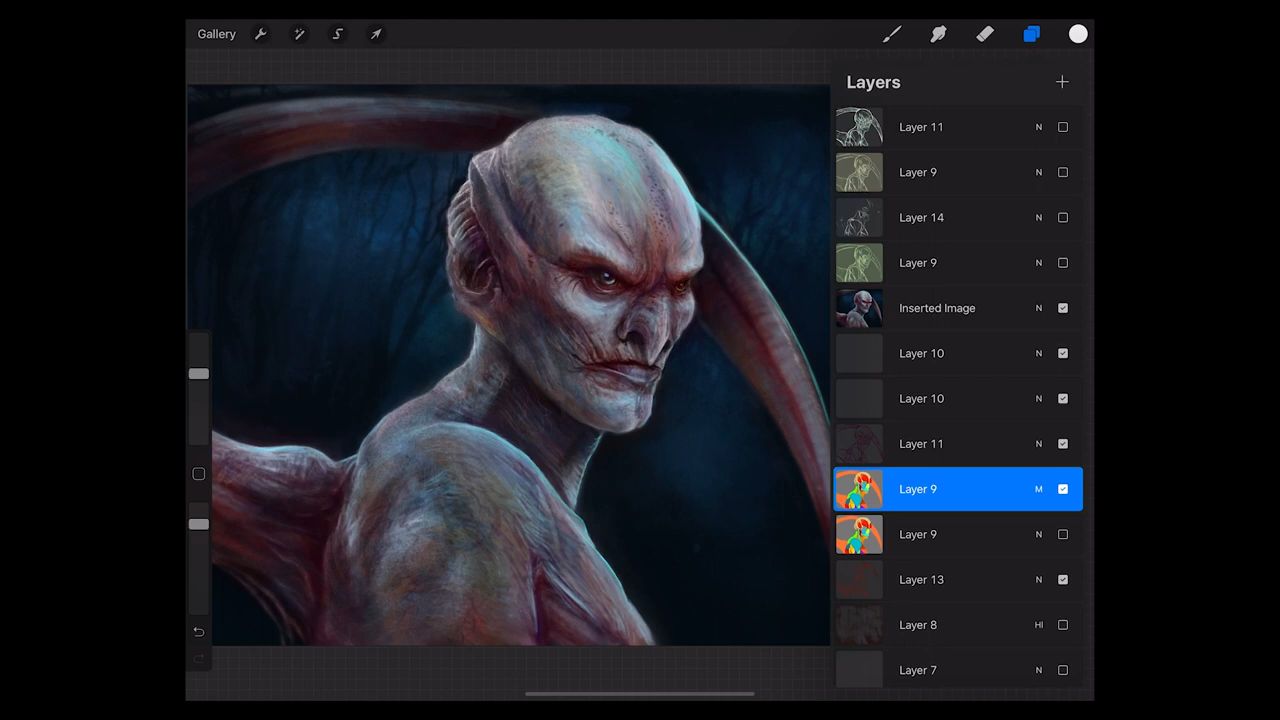 Gallery
Layers
Layer 11 N
Layer 9 N
Layer 14 N
Layer 9 N
Inserted Image N
Layer 10 N
Layer 10 N
Layer 11 N
Layer 9 M
Layer 9 N
Layer 13 N
Layer 8 HI
Layer 7 N